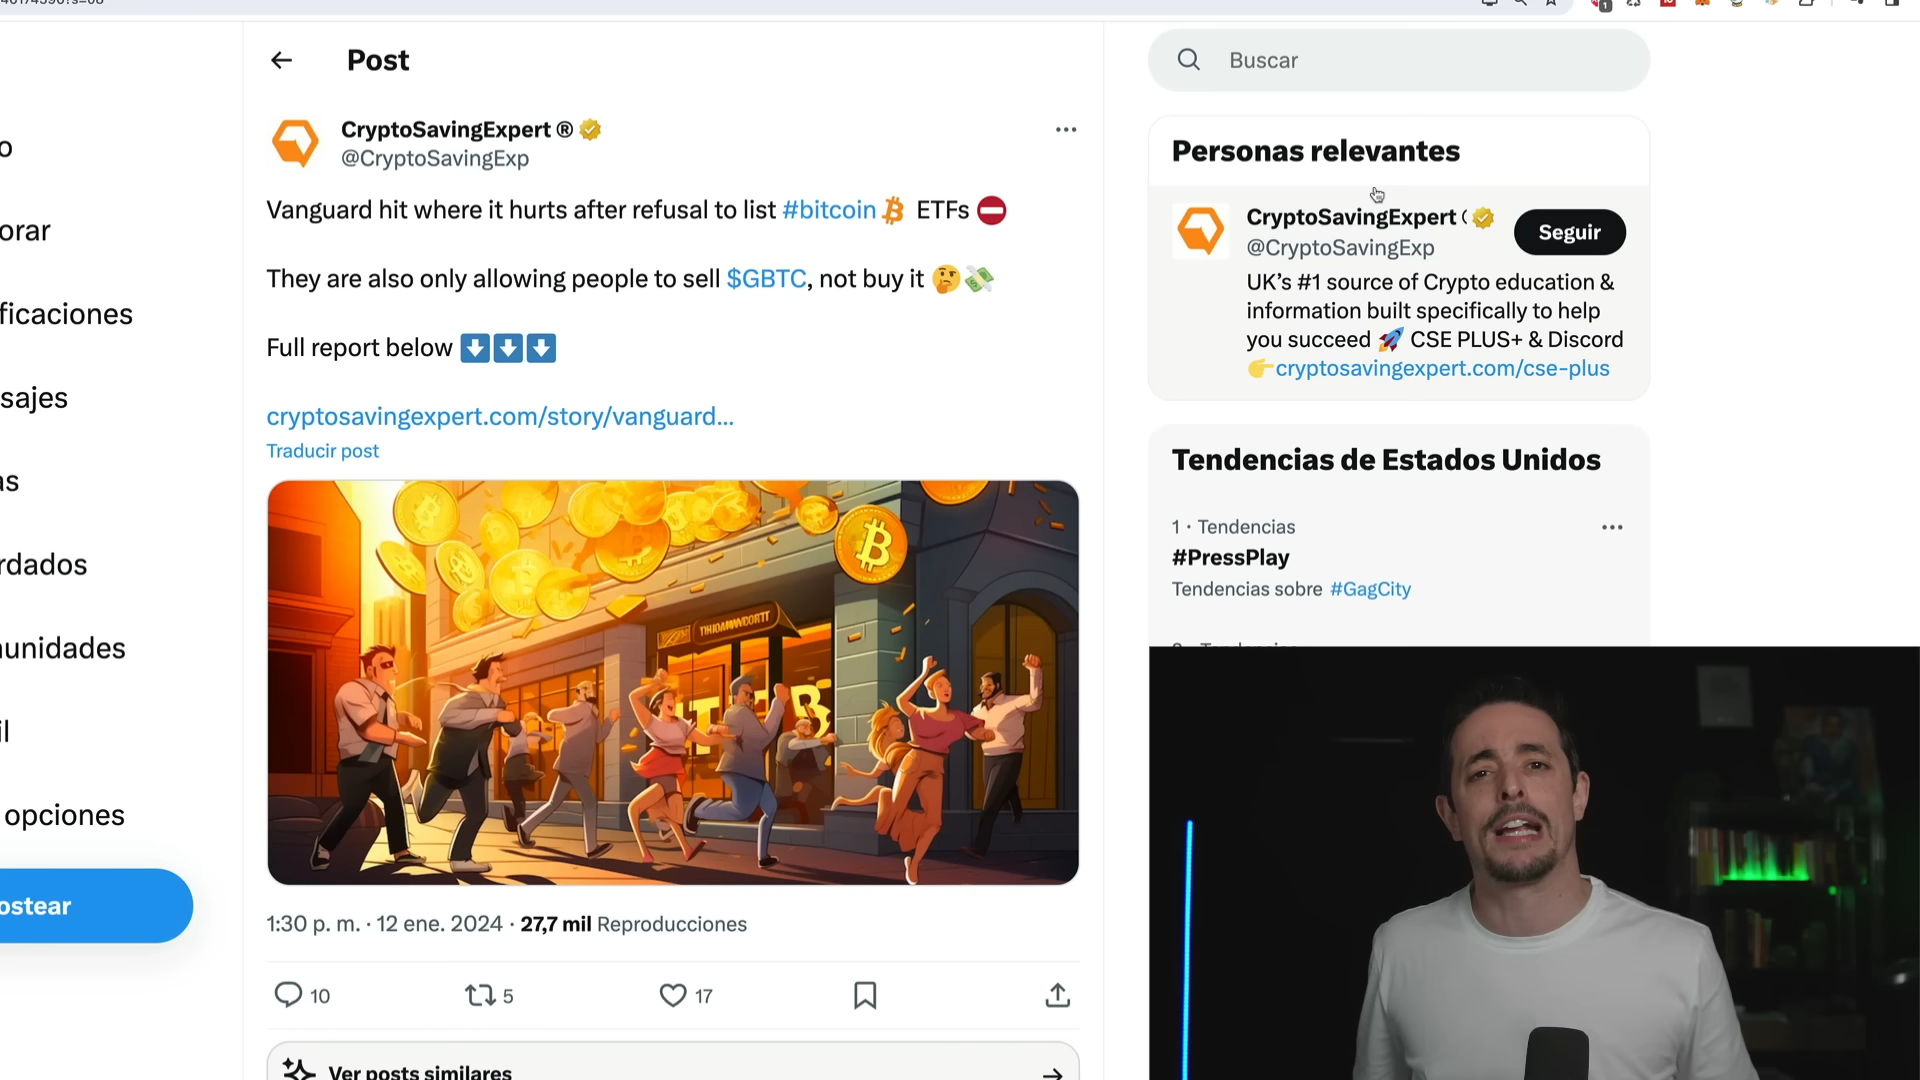 Post
Buscar
CryptoSavingExpert ®
@CryptoSavingExp
Vanguard hit where it hurts after refusal to list #bitcoin ETFs
They are also only allowing people to sell $GBTC, not buy it
Full report below
cryptosavingexpert.com/story/vanguard...
Traducir post
1:30 p. m. · 12 ene. 2024 · 27,7 mil Reproducciones
10
5
17
Ver posts similares
Personas relevantes
CryptoSavingExpert
@CryptoSavingExp
Seguir
UK's #1 source of Crypto education &
information built specifically to help
you succeed 🚀 CSE PLUS+ & Discord
👉cryptosavingexpert.com/cse-plus
Tendencias de Estados Unidos
1 · Tendencias
#PressPlay
Tendencias sobre #GagCity
o
orar
ficaciones
sajes
as
rdados
unidades
il
opciones
ostear